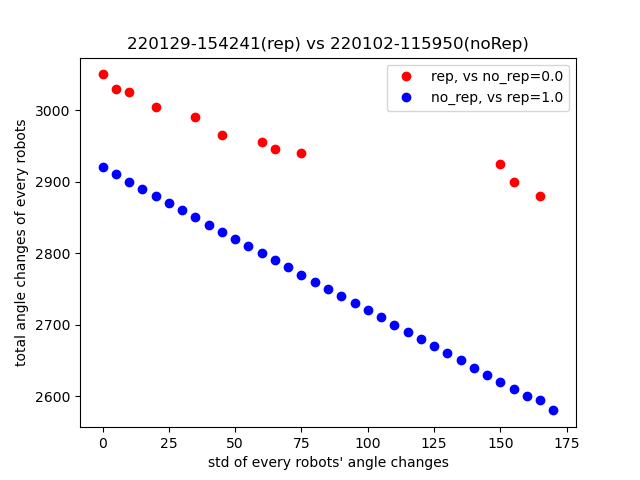 220129-154241(rep) vs 220102-115950(noRep)
rep, vs no_rep=0.0
no_rep, vs rep=1.0
total angle changes of every robots
3000
2900
2800
2700
2600
0 25 50 75 100 125 150 175
std of every robots' angle changes